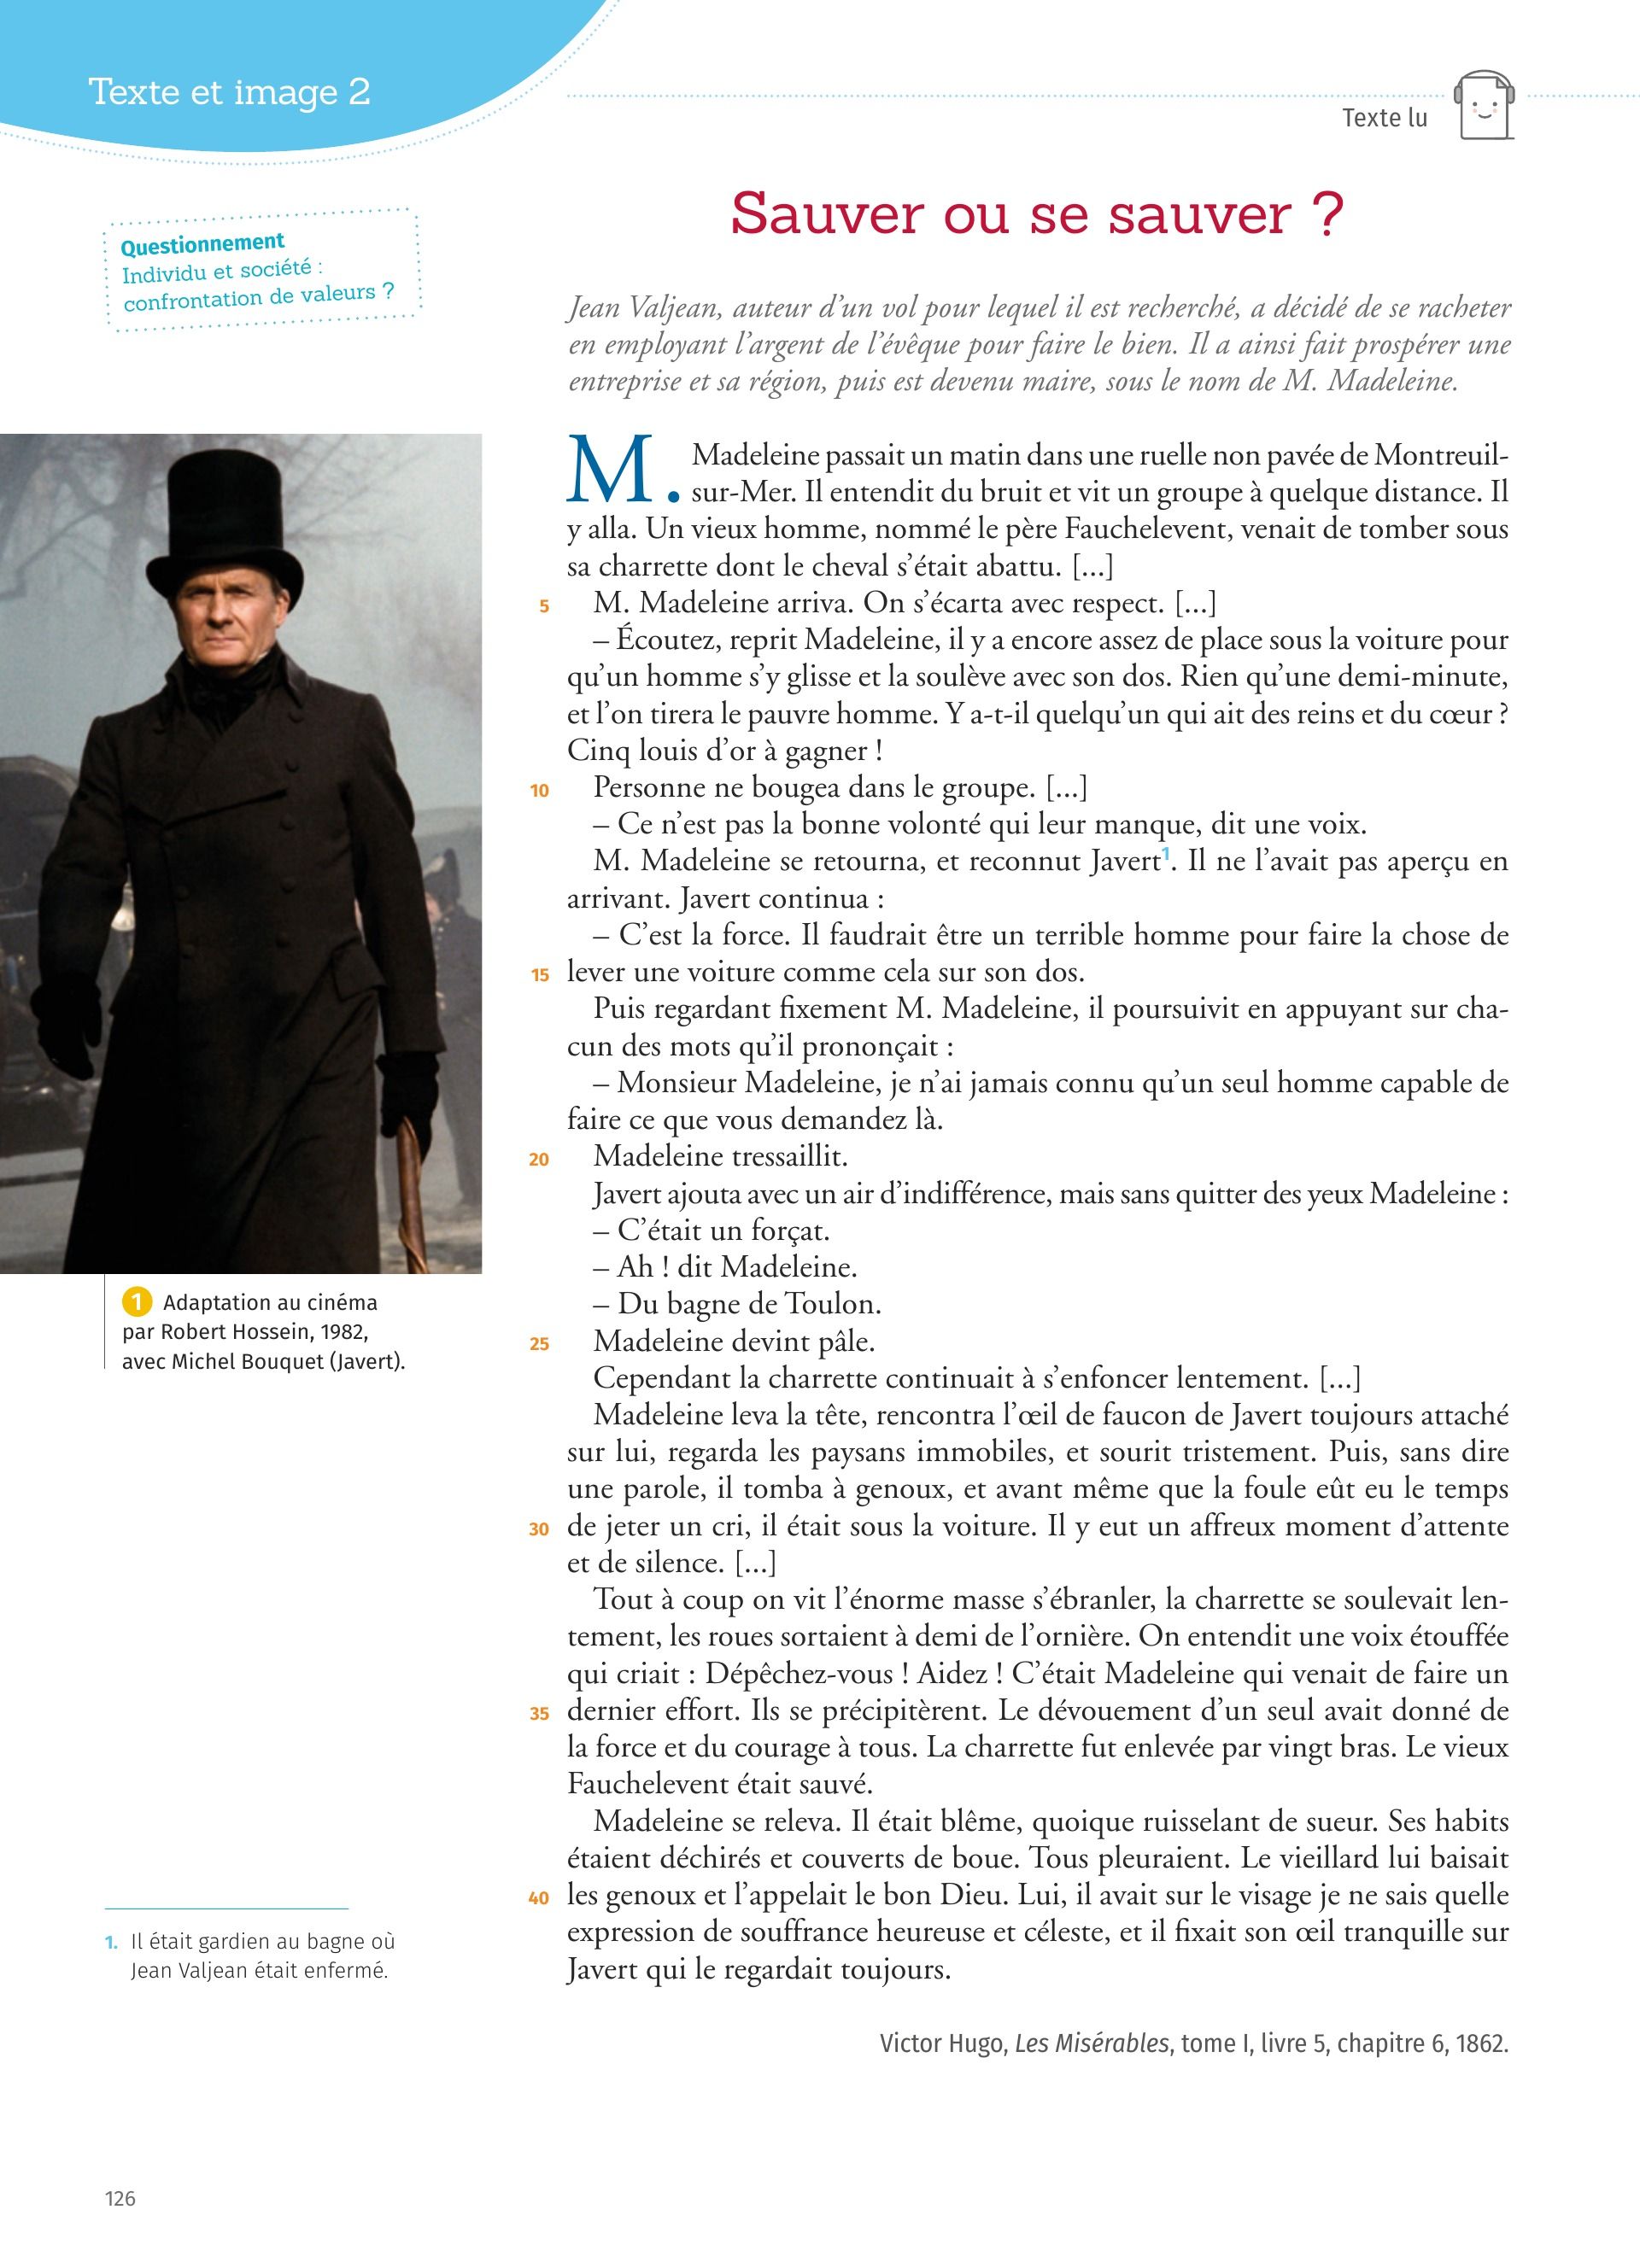 Texte et image 2
Texte lu
Questionnement
Individu et société :
confrontation de valeurs ?
Sauver ou se sauver ?
Jean Valjean, auteur d’un vol pour lequel il est recherché, a décidé de se racheter
en employant l’argent de l’évêque pour faire le bien. Il a ainsi fait prospérer une
entreprise et sa région, puis est devenu maire, sous le nom de M. Madeleine.
M. Madeleine passait un matin dans une ruelle non pavée de Montreuil-
sur-Mer. Il entendit du bruit et vit un groupe à quelque distance. Il
y alla. Un vieux homme, nommé le père Fauchelevent, venait de tomber sous
sa charrette dont le cheval s’était abattu. [...]
5 M. Madeleine arriva. On s’écarta avec respect. [...]
– Écoutez, reprit Madeleine, il y a encore assez de place sous la voiture pour
qu’un homme s’y glisse et la soulève avec son dos. Rien qu’une demi-minute,
et l’on tirera le pauvre homme. Y a-t-il quelqu’un qui ait des reins et du cœur ?
Cinq louis d’or à gagner !
10 Personne ne bougea dans le groupe. [...]
– Ce n’est pas la bonne volonté qui leur manque, dit une voix.
M. Madeleine se retourna, et reconnut Javert1. Il ne l’avait pas aperçu en
arrivant. Javert continua :
– C’est la force. Il faudrait être un terrible homme pour faire la chose de
15 lever une voiture comme cela sur son dos.
Puis regardant fixement M. Madeleine, il poursuivit en appuyant sur cha-
cun des mots qu’il prononçait :
– Monsieur Madeleine, je n’ai jamais connu qu’un seul homme capable de
faire ce que vous demandez là.
20 Madeleine tressaillit.
Javert ajouta avec un air d’indifférence, mais sans quitter des yeux Madeleine :
– C’était un forçat.
– Ah ! dit Madeleine.
– Du bagne de Toulon.
25 Madeleine devint pâle.
Cependant la charrette continuait à s’enfoncer lentement. [...]
Madeleine leva la tête, rencontra l’œil de faucon de Javert toujours attaché
sur lui, regarda les paysans immobiles, et sourit tristement. Puis, sans dire
une parole, il tomba à genoux, et avant même que la foule eût eu le temps
30 de jeter un cri, il était sous la voiture. Il y eut un affreux moment d’attente
et de silence. [...]
Tout à coup on vit l’énorme masse s’ébranler, la charrette se soulevait len-
tement, les roues sortaient à demi de l’ornière. On entendit une voix étouffée
qui criait : Dépêchez-vous ! Aidez ! C’était Madeleine qui venait de faire un
35 dernier effort. Ils se précipitèrent. Le dévouement d’un seul avait donné de
la force et du courage à tous. La charrette fut enlevée par vingt bras. Le vieux
Fauchelevent était sauvé.
Madeleine se releva. Il était blême, quoique ruisselant de sueur. Ses habits
étaient déchirés et couverts de boue. Tous pleuraient. Le vieillard lui baisait
40 les genoux et l’appelait le bon Dieu. Lui, il avait sur le visage je ne sais quelle
expression de souffrance heureuse et céleste, et il fixait son œil tranquille sur
Javert qui le regardait toujours.
Victor Hugo, Les Misérables, tome I, livre 5, chapitre 6, 1862.
1 Adaptation au cinéma
par Robert Hossein, 1982,
avec Michel Bouquet (Javert).
1. Il était gardien au bagne où
Jean Valjean était enfermé.
126